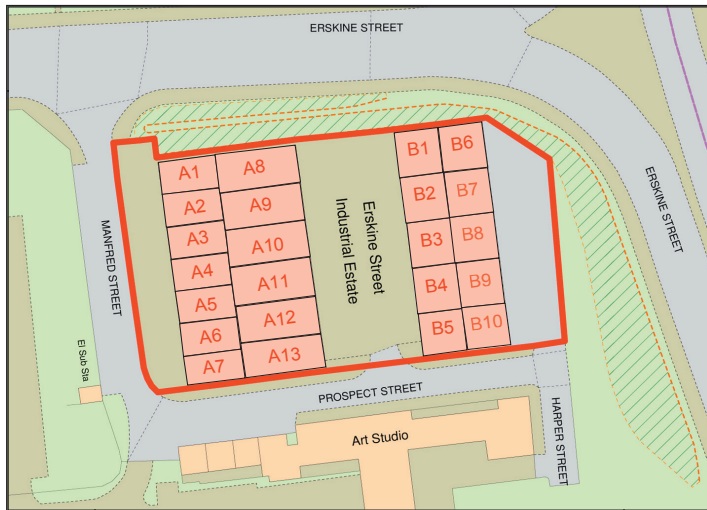 ERSKINE STREET
A1
A2
A3
A4
A5
A6
A7
A8
A9
A10
A11
A12
A13
Erskine Street
Industrial Estate
B1
B2
B3
B4
B5
B6
B7
B8
B9
B10
ERSKINE STREET
MANFRED STREET
El Sub Sta
PROSPECT STREET
Art Studio
HARPER STREET